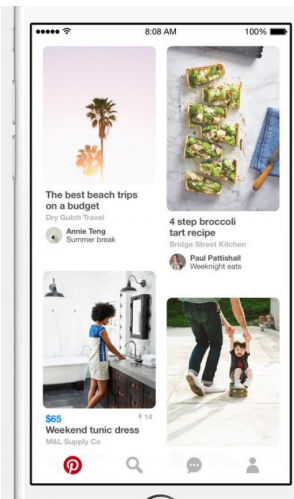 8:08 AM
100%
The best beach trips
on a budget
Dry Gulch Travel
Annie Teng
Summer break
4 step broccoli
tart recipe
Bridge Street Kitchen
Paul Pattishall
Weeknight eats
$65
14
Weekend tunic dress
M&L Supply Co